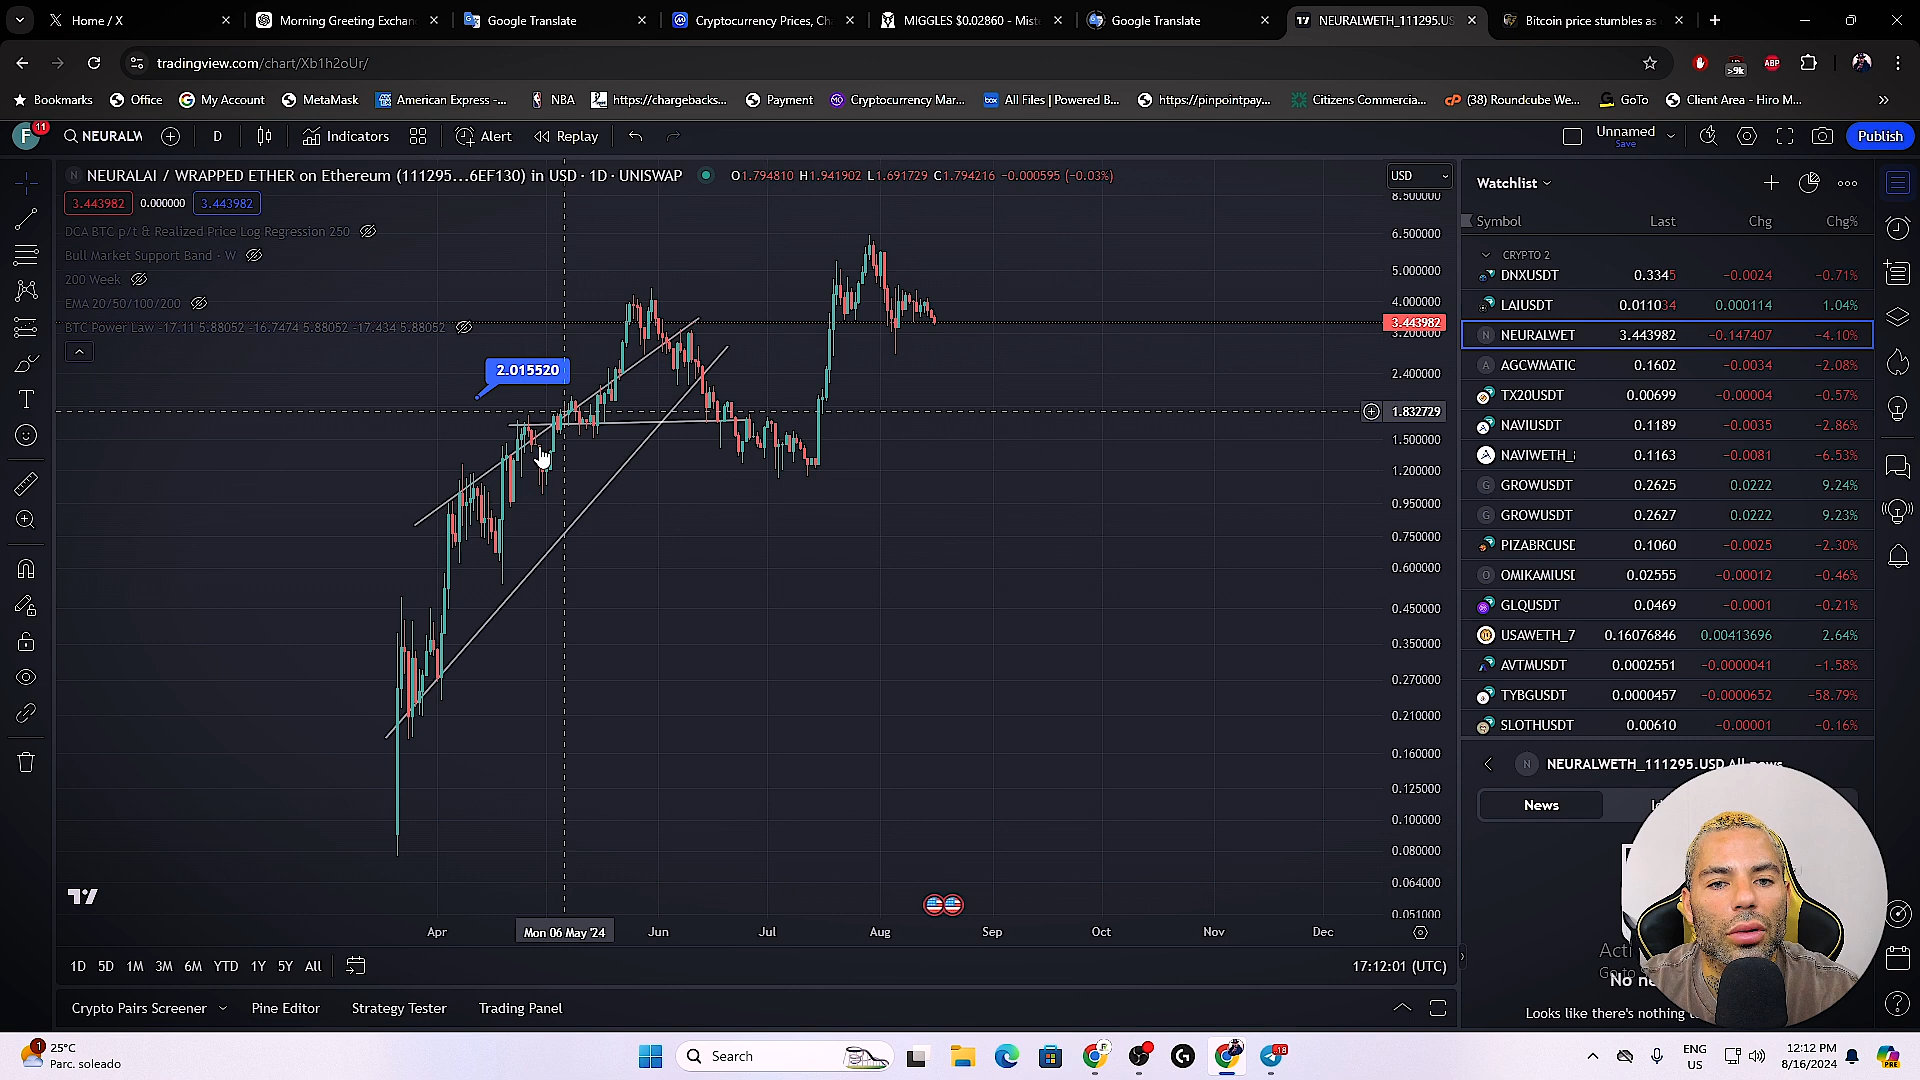 Home / X
Morning Greeting Exchan
Google Translate
Cryptocurrency Prices, Ch
MIGGLES $0.02860 - Mist
Google Translate
NEURALWETH_111295.US
Bitcoin price stumbles as
tradingview.com/chart/Xb1h2oUr/
>9k
ABP
Bookmarks
Office
My Account
MetaMask
American Express -...
NBA
https://chargebacks...
Payment
Cryptocurrency Mar...
All Files | Powered B...
https://pinpointpay...
Citizens Commercia...
(38) Roundcube We...
GoTo
Client Area - Hiro M...
F
11
NEURALW
D
Indicators
Alert
Replay
Unnamed
Save
Publish
NEURALAI / WRAPPED ETHER on Ethereum (111295...6EF130) in USD · 1D · UNISWAP
O1.794810 H1.941902 L1.691729 C1.794216 −0.000595 (−0.03%)
3.443982 0.000000 3.443982
DCA BTC p/t & Realized Price Log Regression 250
Bull Market Support Band - W
200 Week
EMA 20/50/100/200
BTC Power Law -17.11 5.88052 -16.7474 5.88052 -17.434 5.88052
2.015520
USD
8.500000
6.500000
5.000000
4.000000
3.443982
3.200000
2.400000
1.832729
1.500000
1.200000
0.950000
0.750000
0.600000
0.450000
0.350000
0.270000
0.210000
0.160000
0.125000
0.100000
0.080000
0.064000
0.051000
Apr
Mon 06 May '24
Jun
Jul
Aug
Sep
Oct
Nov
Dec
1D 5D 1M 3M 6M YTD 1Y 5Y All
17:12:01 (UTC)
Crypto Pairs Screener
Pine Editor
Strategy Tester
Trading Panel
Watchlist
Symbol Last Chg Chg%
CRYPTO 2
DNXUSDT 0.3345 −0.0024 −0.71%
LAIUSDT 0.011034 0.000114 1.04%
NEURALWET 3.443982 −0.147407 −4.10%
AGCWMATIC 0.1602 −0.0034 −2.08%
TX20USDT 0.00699 −0.00004 −0.57%
NAVIUSDT 0.1189 −0.0035 −2.86%
NAVIWETH_ 0.1163 −0.0081 −6.53%
GROWUSDT 0.2625 0.0222 9.24%
GROWUSDT 0.2627 0.0222 9.23%
PIZABRCUSD 0.1060 −0.0025 −2.30%
OMIKAMIUSD 0.02555 −0.00012 −0.46%
GLQUSDT 0.0469 −0.0001 −0.21%
USAWETH_7 0.16076846 0.00413696 2.64%
AVTMUSDT 0.0002551 −0.0000041 −1.58%
TYBGUSDT 0.0000457 −0.0000652 −58.79%
SLOTHUSDT 0.00610 −0.00001 −0.16%
NEURALWETH_111295.USD All news
News
No ne
Looks like there's nothing
25°C
Parc. soleado
Search
18
ENG
US
12:12 PM
8/16/2024
PRE